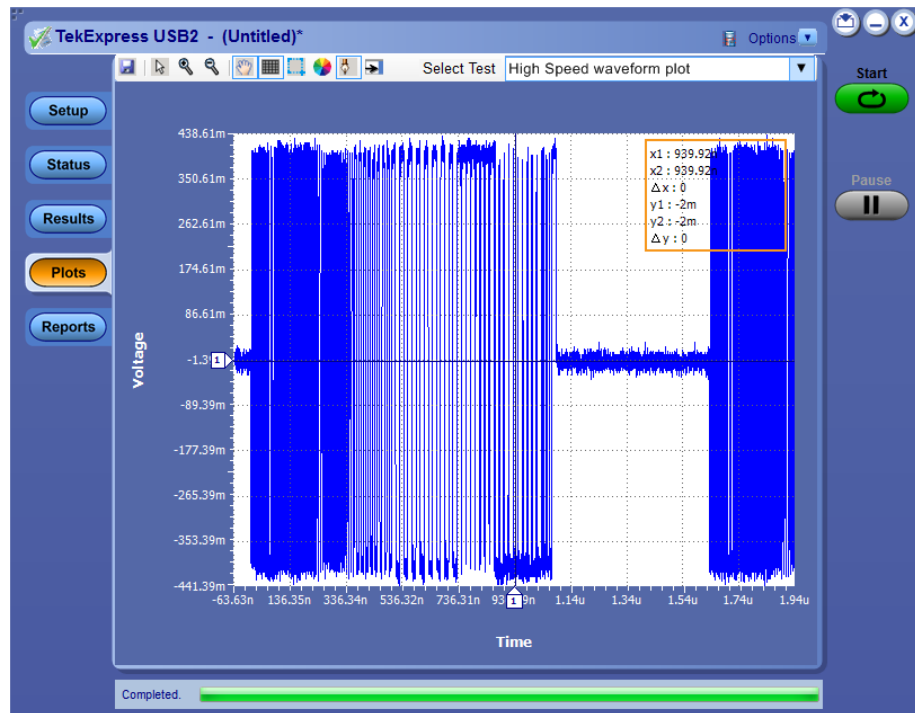 TekExpress USB2 - (Untitled)*
Options
Start
Select Test High Speed waveform plot
Setup
Status
Results
Plots
Reports
Pause
438.61m
350.61m
262.61m
174.61m
86.61m
-89.39m
-177.39m
-265.39m
-353.39m
-441.39m
Voltage
x1 : 939.92
x2 : 939.92
Δx : 0
y1 : -2m
y2 : -2m
Δy : 0
1
1
-63.63n 136.35n 336.34n 536.32n 736.31n 1.14u 1.34u 1.54u 1.74u 1.94u
Time
Completed.